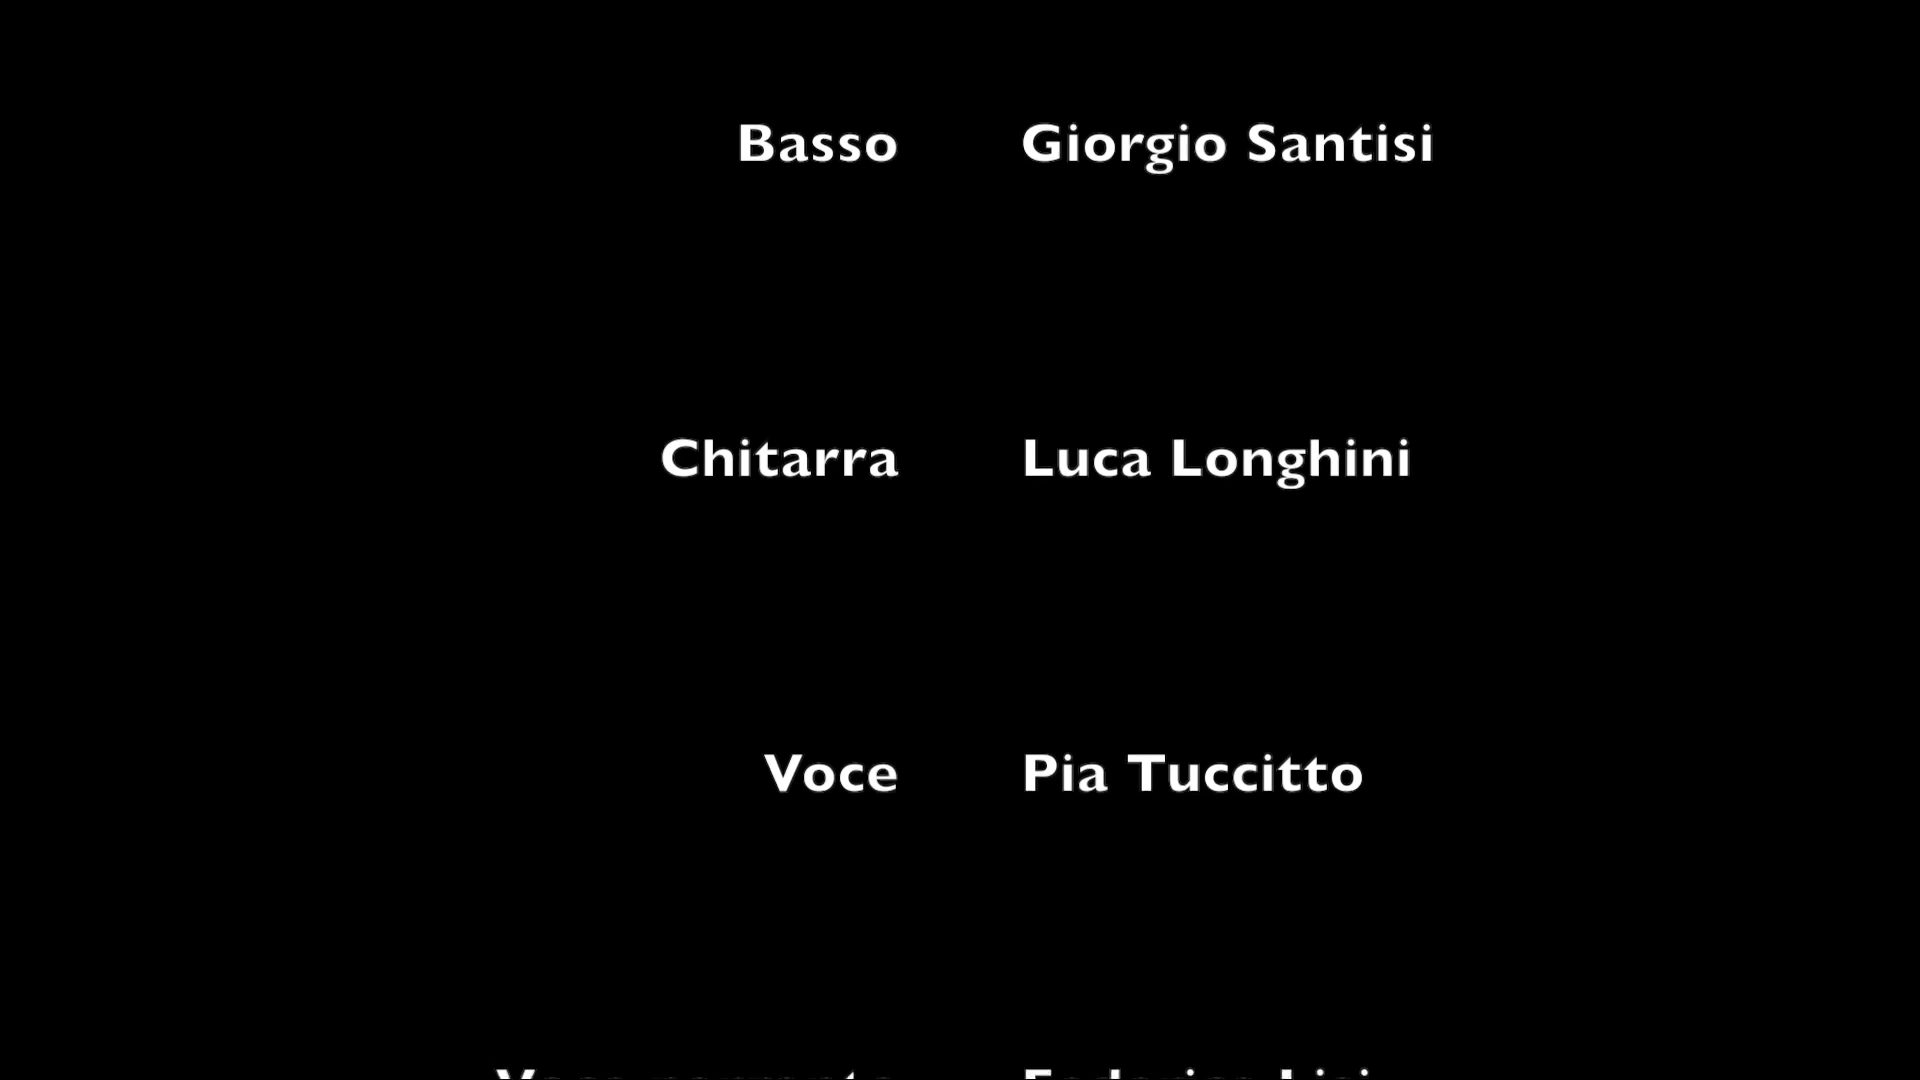 Basso Giorgio Santisi
Chitarra Luca Longhini
Voce Pia Tuccitto